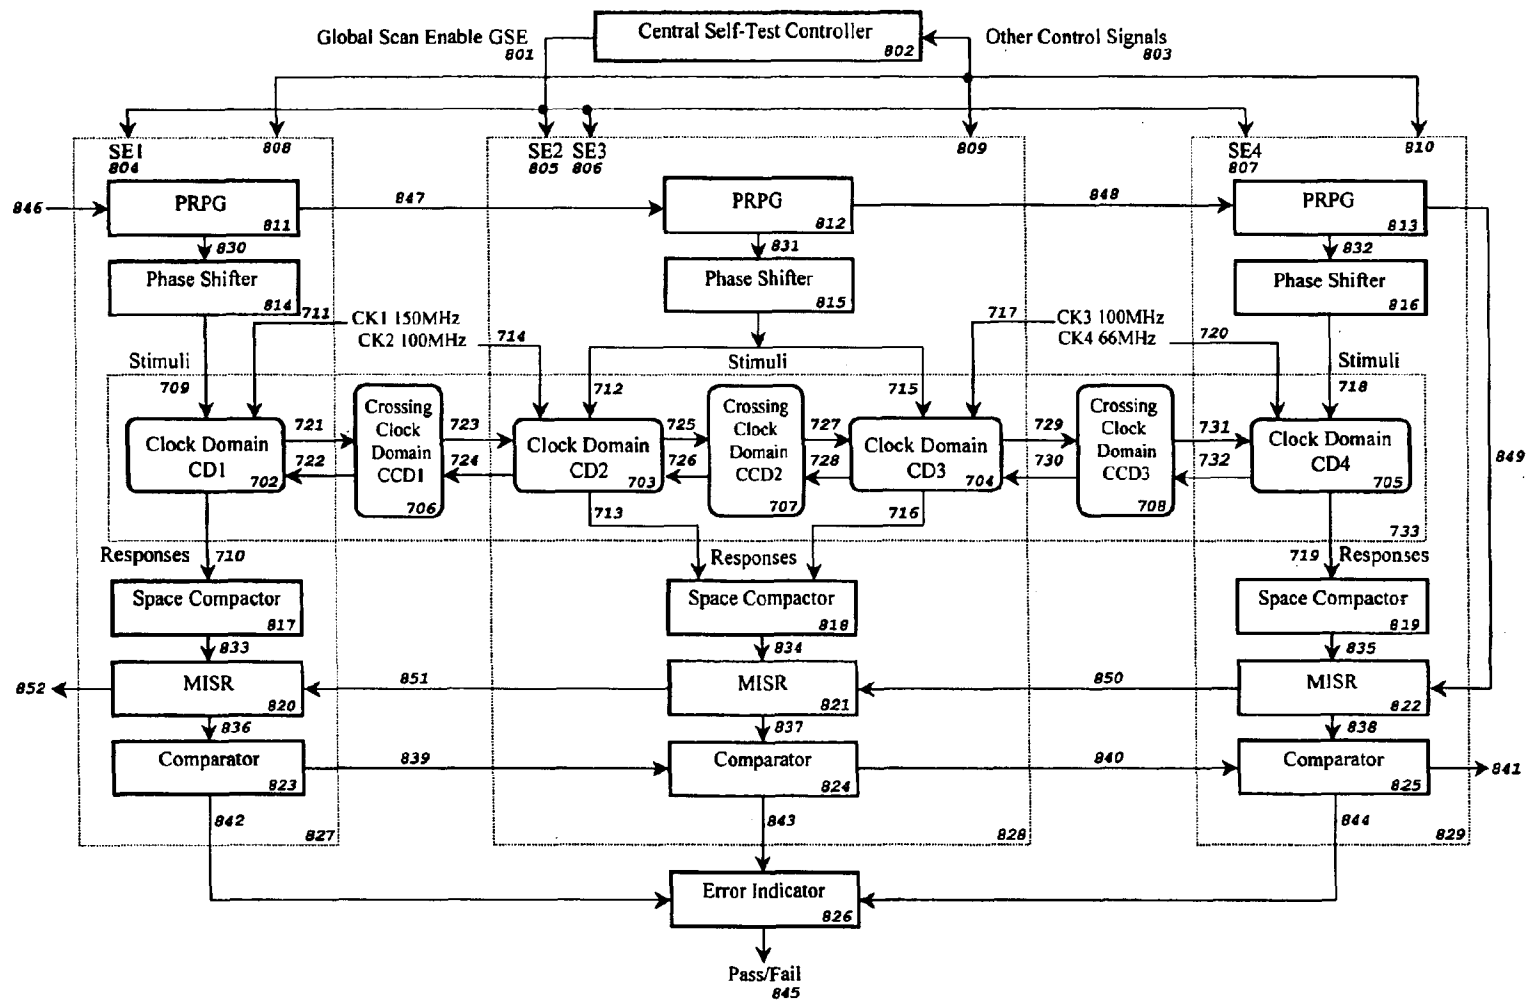 Global Scan Enable GSE
801
Central Self-Test Controller
802
Other Control Signals
803
SE1
804
808
SE2
805
SE3
806
809
SE4
807
810
846
PRPG
811
847
PRPG
812
848
PRPG
813
830
831
832
Phase Shifter
814
Phase Shifter
815
Phase Shifter
816
711
CK1 150MHz
CK2 100MHz
714
717
CK3 100MHz
CK4 66MHz
720
Stimuli
709
712
Stimuli
715
Stimuli
718
Clock Domain
CD1
702
721
722
Crossing
Clock
Domain
CCD1
706
723
724
Clock Domain
CD2
703
725
726
Crossing
Clock
Domain
CCD2
707
727
728
Clock Domain
CD3
704
729
730
Crossing
Clock
Domain
CCD3
708
731
732
Clock Domain
CD4
705
849
733
Responses
710
713
Responses
716
719
Responses
Space Compactor
817
Space Compactor
818
Space Compactor
819
833
834
835
852
MISR
820
851
MISR
821
850
MISR
822
836
837
838
Comparator
823
839
Comparator
824
840
Comparator
825
841
842
827
843
828
844
829
Error Indicator
826
Pass/Fail
845